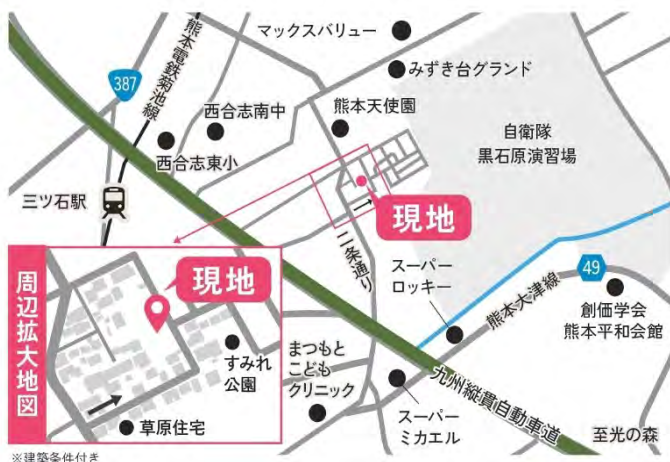 マックスバリュー
みずき台グランド
387
熊本電鉄菊池線
西合志南中
熊本天使園
自衛隊
黒石原演習場
西合志東小
三ツ石駅
現地
二条通り
スーパー
ロッキー
熊本大津線
49
創価学会
熊本平和会館
周辺拡大地図
現地
すみれ
公園
草原住宅
まつもと
こども
クリニック
スーパー
ミカエル
九州縦貫自動車道
至光の森
※建築条件付き